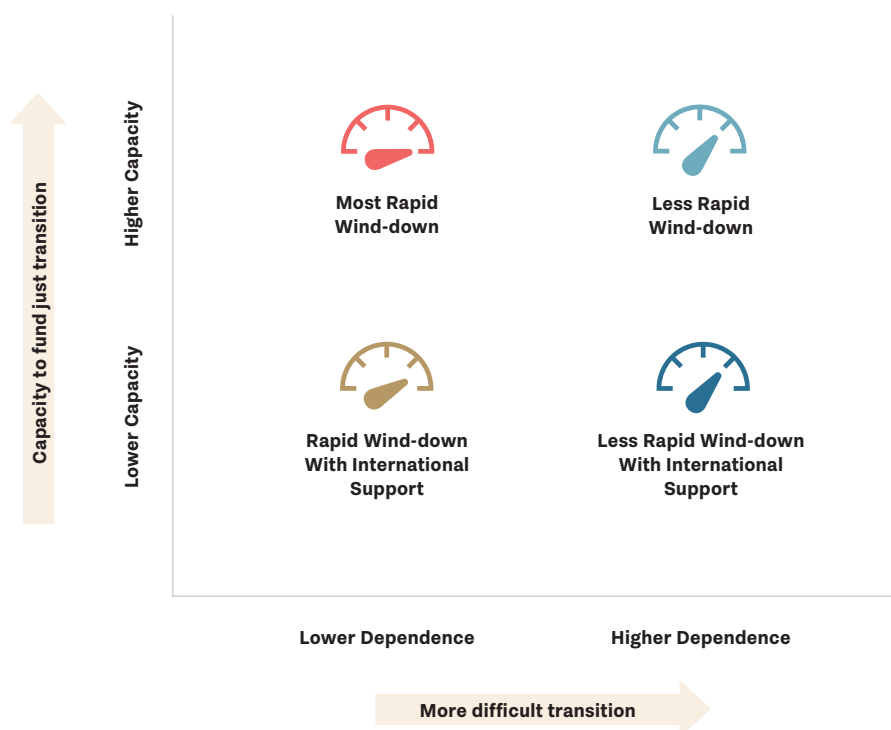 Capacity to fund just transition
Higher Capacity
Lower Capacity
Most Rapid
Wind-down
Less Rapid
Wind-down
Rapid Wind-down
With International
Support
Less Rapid Wind-down
With International
Support
Lower Dependence
Higher Dependence
More difficult transition